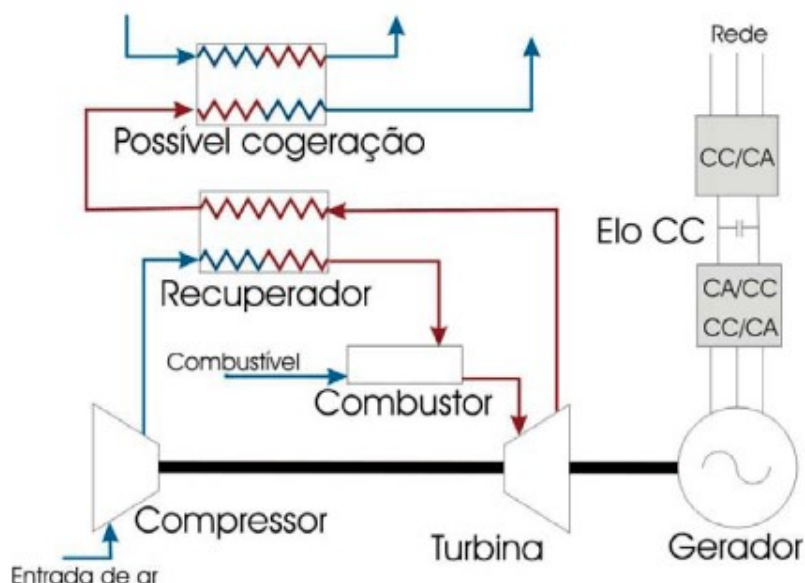 Rede
Possível cogeração
CC/CA
Elo CC
Recuperador
CA/CC
CC/CA
Combustível
Combustor
Compressor
Turbina
Gerador
Entrada de ar